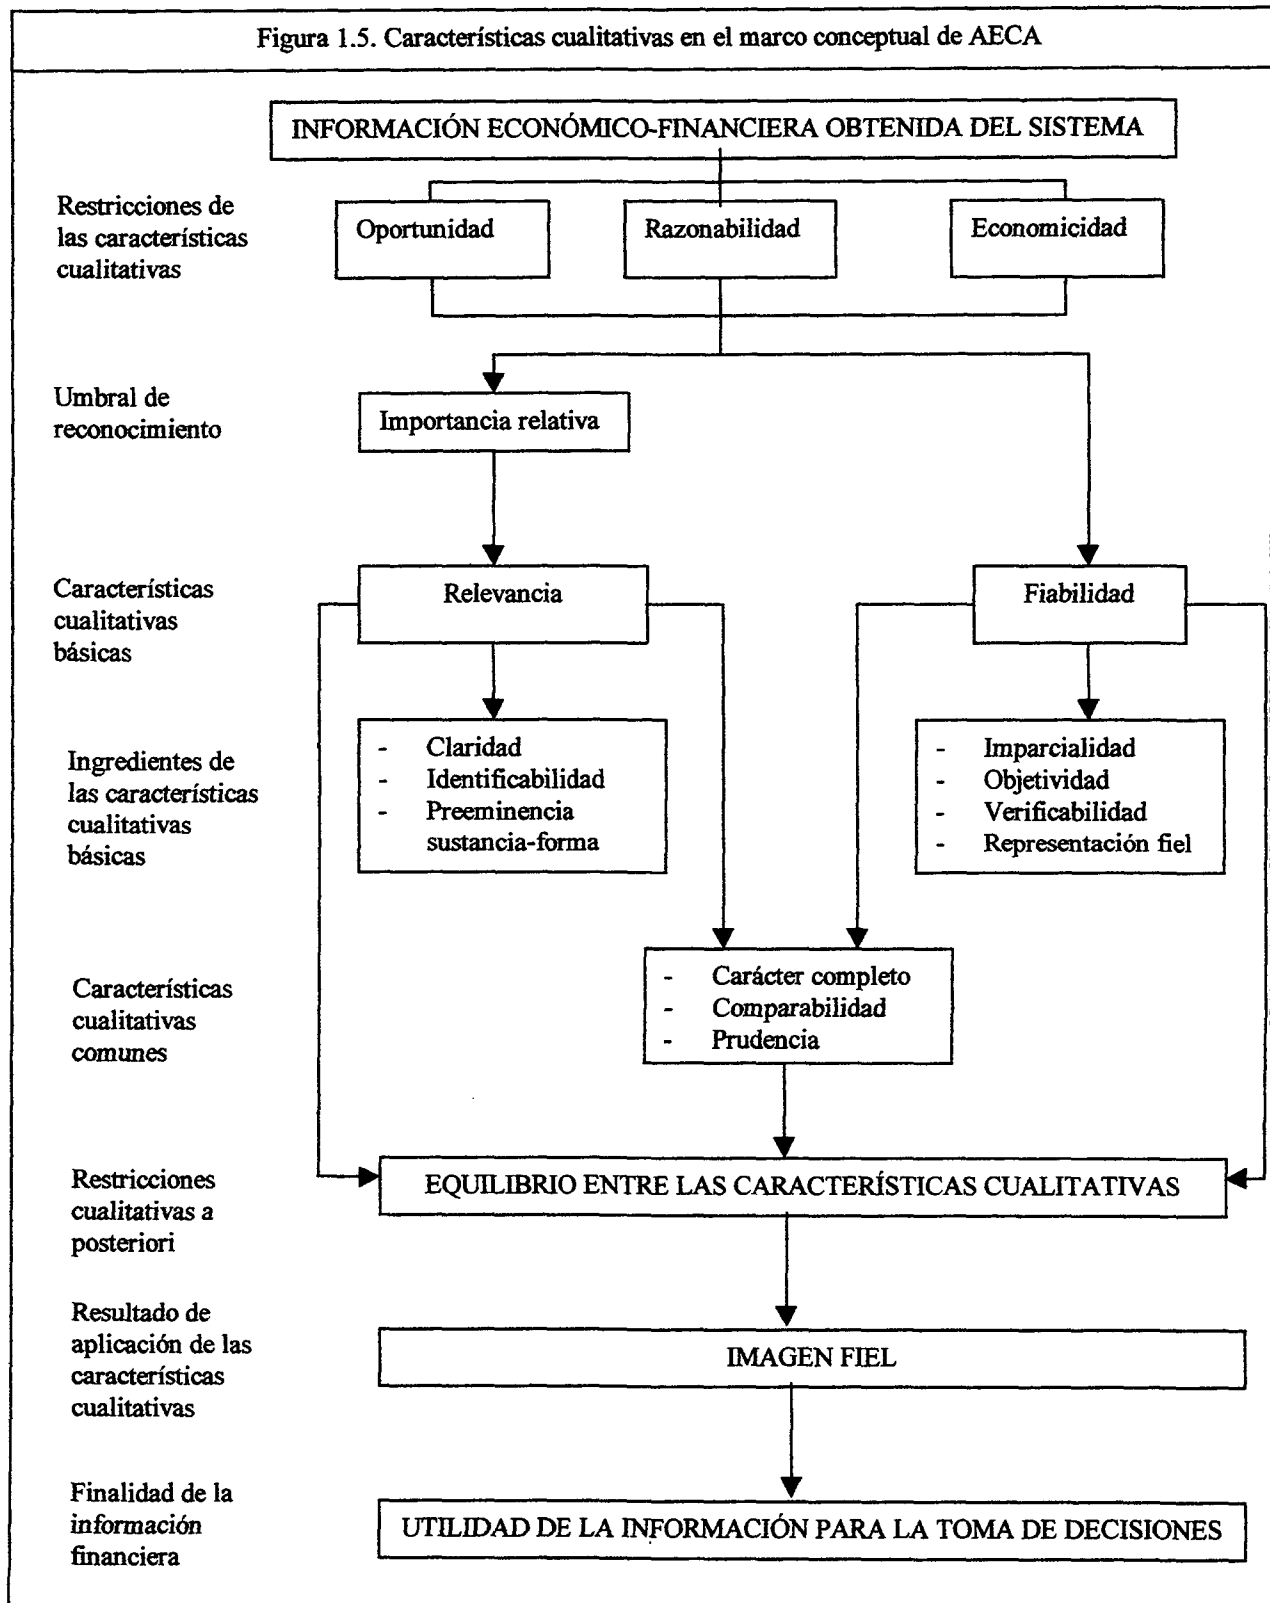 Figura 1.5. Características cualitativas en el marco conceptual de AECA
INFORMACIÓN ECONÓMICO-FINANCIERA OBTENIDA DEL SISTEMA
Restricciones de
las características
cualitativas
Oportunidad
Razonabilidad
Economicidad
Umbral de
reconocimiento
Importancia relativa
Características
cualitativas
básicas
Relevancia
Fiabilidad
Ingredientes de
las características
cualitativas
básicas
- Claridad
- Identificabilidad
- Preeminencia
sustancia-forma
- Imparcialidad
- Objetividad
- Verificabilidad
- Representación fiel
Características
cualitativas
comunes
- Carácter completo
- Comparabilidad
- Prudencia
Restricciones
cualitativas a
posteriori
EQUILIBRIO ENTRE LAS CARACTERÍSTICAS CUALITATIVAS
Resultado de
aplicación de las
características
cualitativas
IMAGEN FIEL
Finalidad de la
información
financiera
UTILIDAD DE LA INFORMACIÓN PARA LA TOMA DE DECISIONES